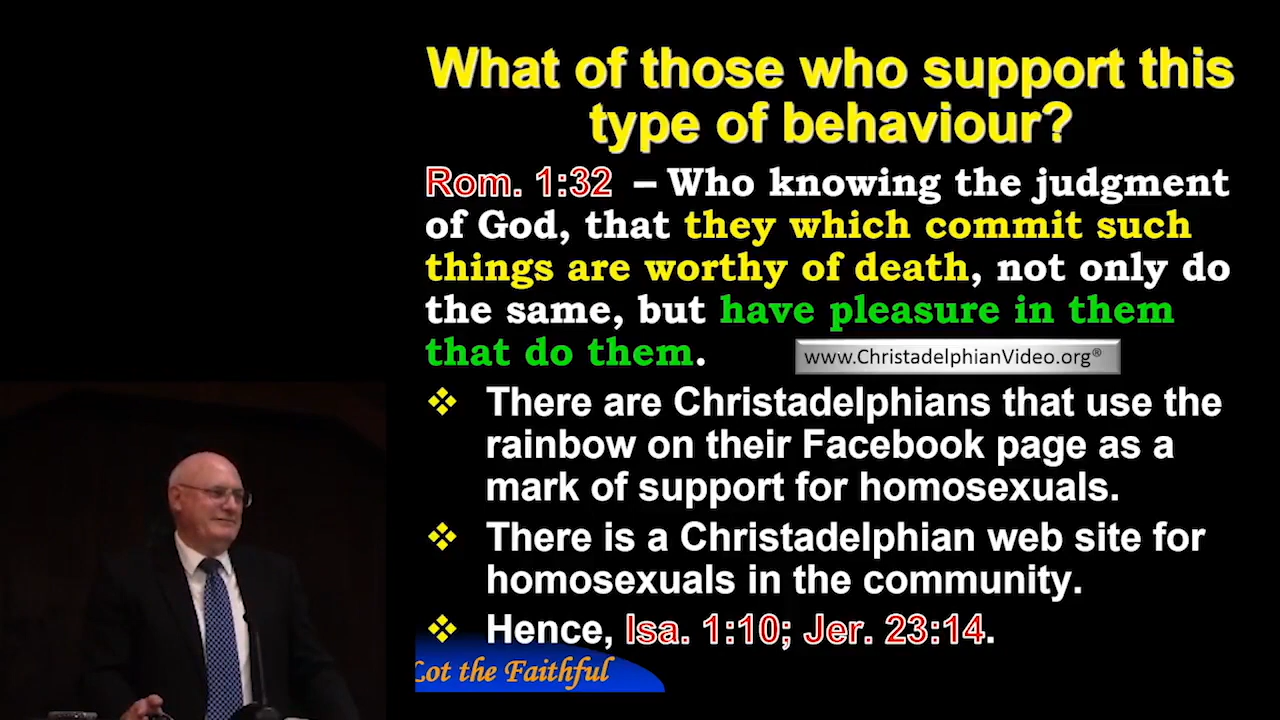 What of those who support this
type of behaviour?
Rom. 1:32 – Who knowing the judgment
of God, that they which commit such
things are worthy of death, not only do
the same, but have pleasure in them
that do them.
www.ChristadelphianVideo.org®
❖ There are Christadelphians that use the
rainbow on their Facebook page as a
mark of support for homosexuals.
❖ There is a Christadelphian web site for
homosexuals in the community.
❖ Hence, Isa. 1:10; Jer. 23:14.
Lot the Faithful